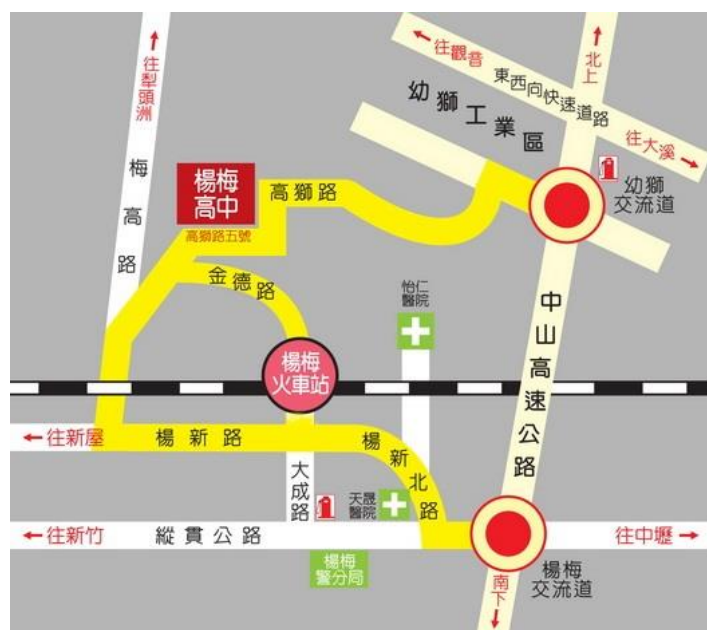 往觀音
北上
東西向快速道路
往犁頭洲
幼獅工業區
往大溪
梅高路
楊梅
高中
高獅路五號
高獅路
幼獅
交流道
金德路
怡仁
醫院
中山高速公路
楊梅
火車站
往新屋
楊新路
楊新北路
大成路
天晟
醫院
往新竹
縱貫公路
往中壢
楊梅
警分局
楊梅
交流道
南下